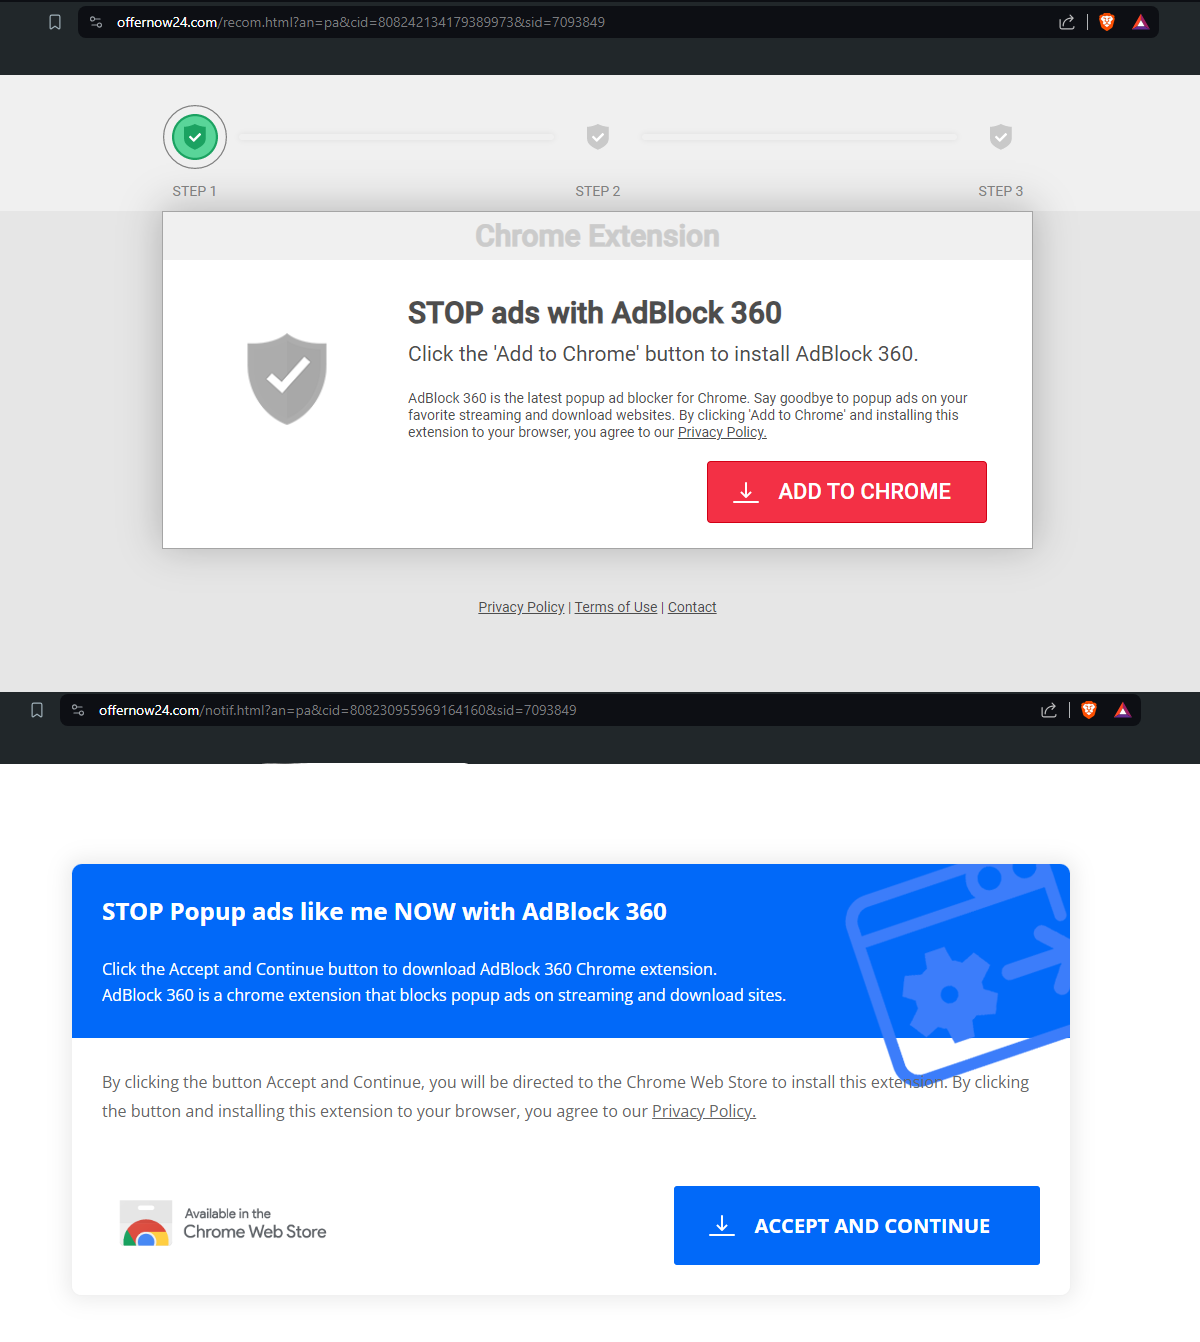 offernow24.com/recom.html?an=pa&cid=808242134179389973&sid=7093849
STEP 1
STEP 2
STEP 3
Chrome Extension
STOP ads with AdBlock 360
Click the 'Add to Chrome' button to install AdBlock 360.
AdBlock 360 is the latest popup ad blocker for Chrome. Say goodbye to popup ads on your
favorite streaming and download websites. By clicking 'Add to Chrome' and installing this
extension to your browser, you agree to our Privacy Policy.
ADD TO CHROME
Privacy Policy | Terms of Use | Contact
offernow24.com/notif.html?an=pa&cid=808230955969164160&sid=7093849
STOP Popup ads like me NOW with AdBlock 360
Click the Accept and Continue button to download AdBlock 360 Chrome extension.
AdBlock 360 is a chrome extension that blocks popup ads on streaming and download sites.
By clicking the button Accept and Continue, you will be directed to the Chrome Web Store to install this extension. By clicking
the button and installing this extension to your browser, you agree to our Privacy Policy.
Available in the
Chrome Web Store
ACCEPT AND CONTINUE